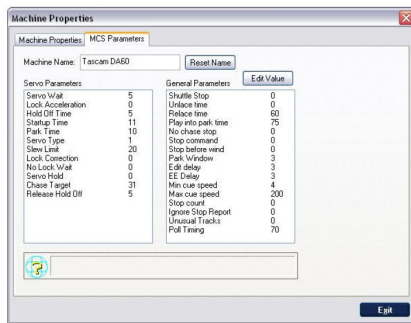 Machine Properties
Machine Properties MCS Parameters
Machine Name: Tascam DA60 Reset Name
Servo Parameters
Servo Wait 5
Lock Acceleration 0
Hold Off Time 5
Startup Time 11
Park Time 10
Servo Type 1
Slew Limit 20
Lock Correction 0
No Lock Wait 0
Servo Hold 0
Chase Target 31
Release Hold Off 5
General Parameters Edit Value
Shuttle Stop 0
Unlace time 0
Relace time 60
Play into park time 75
No chase stop 0
Stop command 0
Stop before wind 0
Park Window 3
Edit delay 3
EE Delay 3
Min cue speed 4
Max cue speed 200
Stop count 0
Ignore Stop Report 0
Unusual Tracks 0
Poll Timing 70
Exit